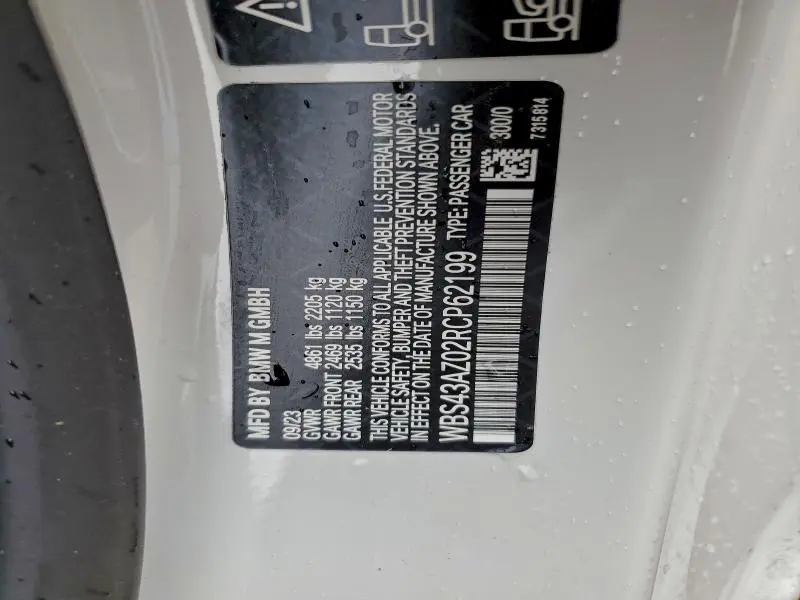 MFD BY BMW M GMBH
09/23
GVWR 4861 lbs 2205 kg
GAWR FRONT 2469 lbs 1120 kg
GAWR REAR 2535 lbs 1150 kg
THIS VEHICLE CONFORMS TO ALL APPLICABLE U.S. FEDERAL MOTOR
VEHICLE SAFETY, BUMPER AND THEFT PREVENTION STANDARDS
IN EFFECT ON THE DATE OF MANUFACTURE SHOWN ABOVE.
WBS43AZ02RCP62199 TYPE: PASSENGER CAR
300/0
7315814